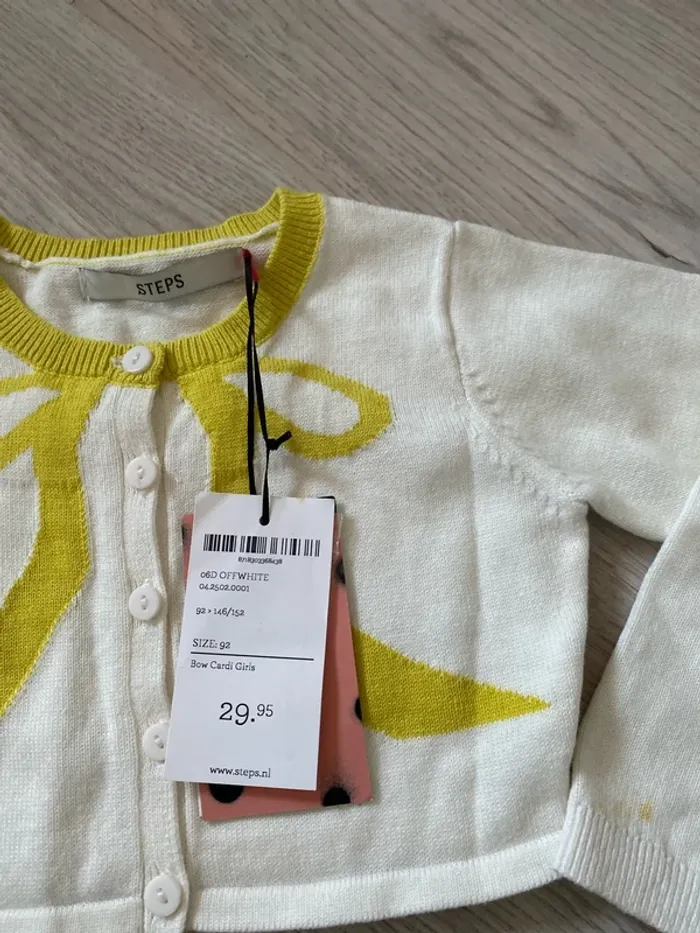 STEPS
8718303368438
06D OFFWHITE
04.2502.0001
92 > 146/152
SIZE: 92
Bow Cardi Girls
29.95
www.steps.nl